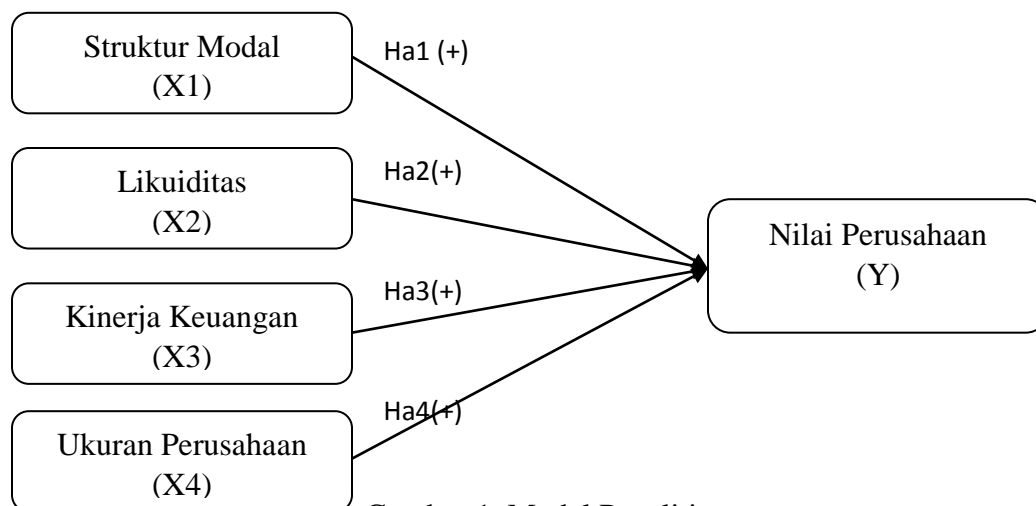 Struktur Modal
(X1)
Ha1 (+)
Likuiditas
(X2)
Ha2(+)
Nilai Perusahaan
(Y)
Kinerja Keuangan
(X3)
Ha3(+)
Ukuran Perusahaan
(X4)
Ha4(+)